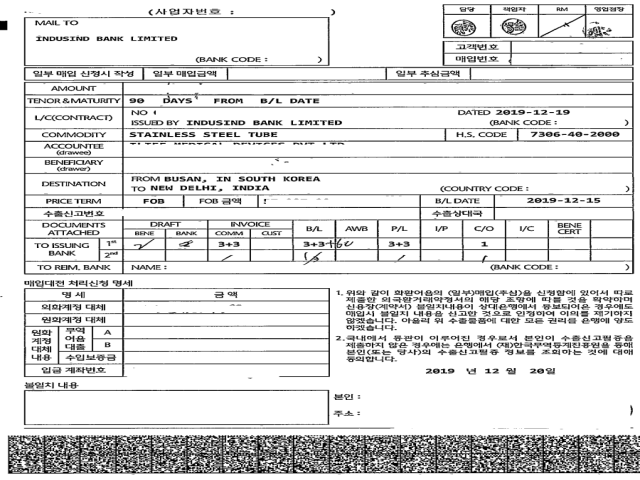 (사업자번호 : )
담당 책임자 RM 영업점장
MAIL TO
INDUSIND BANK LIMITED
(BANK CODE : )
고객번호
매입번호
일부 매입 신청시 작성 일부 매입금액 일부 추심금액
AMOUNT
TENOR & MATURITY 90 DAYS FROM B/L DATE
L/C(CONTRACT) NO DATED 2019-12-19
ISSUED BY INDUSIND BANK LIMITED (BANK CODE : )
COMMODITY STAINLESS STEEL TUBE H.S. CODE 7306-40-2000
ACCOUNTEE
(drawee)
BENEFICIARY
(drawer)
DESTINATION FROM BUSAN, IN SOUTH KOREA
TO NEW DELHI, INDIA (COUNTRY CODE : )
PRICE TERM FOB FOB 금액 B/L DATE 2019-12-15
수출신고번호 수출상대국
DOCUMENTS ATTACHED DRAFT INVOICE B/L AWB P/L I/P C/O I/C BENE CERT
BENE BANK COMM CUST
TO ISSUING BANK 1st 2 2 3+3 3+3 3+3 1
2nd
TO REIM. BANK NAME : (BANK CODE : )
매입대전 처리신청 명세
명 세 금 액
외화계정 대체
원화계정 대체
원화계정대체내용 무역어음대출 A
B
수입보증금
입금 계좌번호
1. 위와 같이 화환어음의 (일부)매입(추심)을 신청함에 있어서 따로
제출한 외국환거래약정서의 해당 조항에 따를 것을 확약하며
신용장(계약서) 불일치내용이 상대은행에서 통보되어온 경우에도
매입시 불일치 내용을 신고한 것으로 인정하여 이의를 제기하지
않겠습니다. 아울러 위 수출물품에 대한 모든 권리를 은행에 양도
하겠습니다.
2. 국내에서 통관이 이루어진 경우로서 본인이 수출신고필증을
제출하지 않은 경우에는 은행에서 (재)한국무역통계진흥원을 통해
본인(또는 당사)의 수출신고필증 정보를 조회하는 것에 대해
동의합니다.
2019 년 12 월 20일
불일치 내용
본인 :
주소 : )